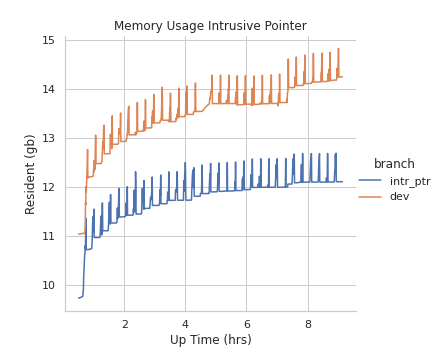 Memory Usage Intrusive Pointer
15
14
13
12
11
10
Resident (gb)
2
4
6
8
Up Time (hrs)
branch
intr_ptr
dev